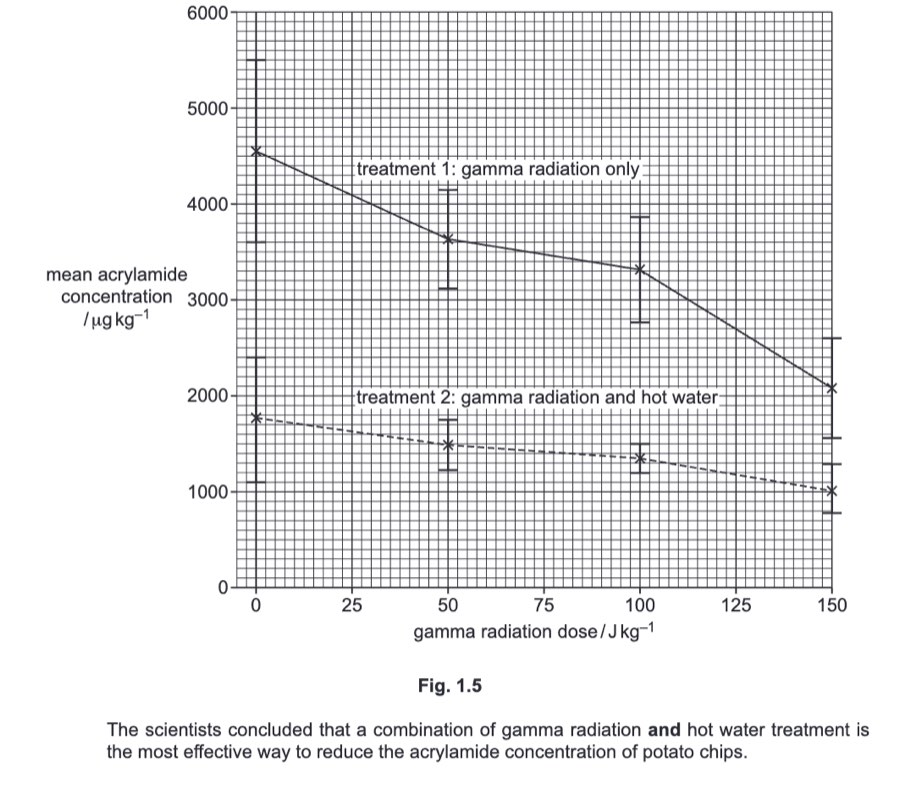 6000
5000
treatment 1: gamma radiation only
4000
mean acrylamide
concentration
/ µg kg⁻¹
3000
2000
treatment 2: gamma radiation and hot water
1000
0
0 25 50 75 100 125 150
gamma radiation dose / J kg⁻¹
Fig. 1.5
The scientists concluded that a combination of gamma radiation and hot water treatment is
the most effective way to reduce the acrylamide concentration of potato chips.